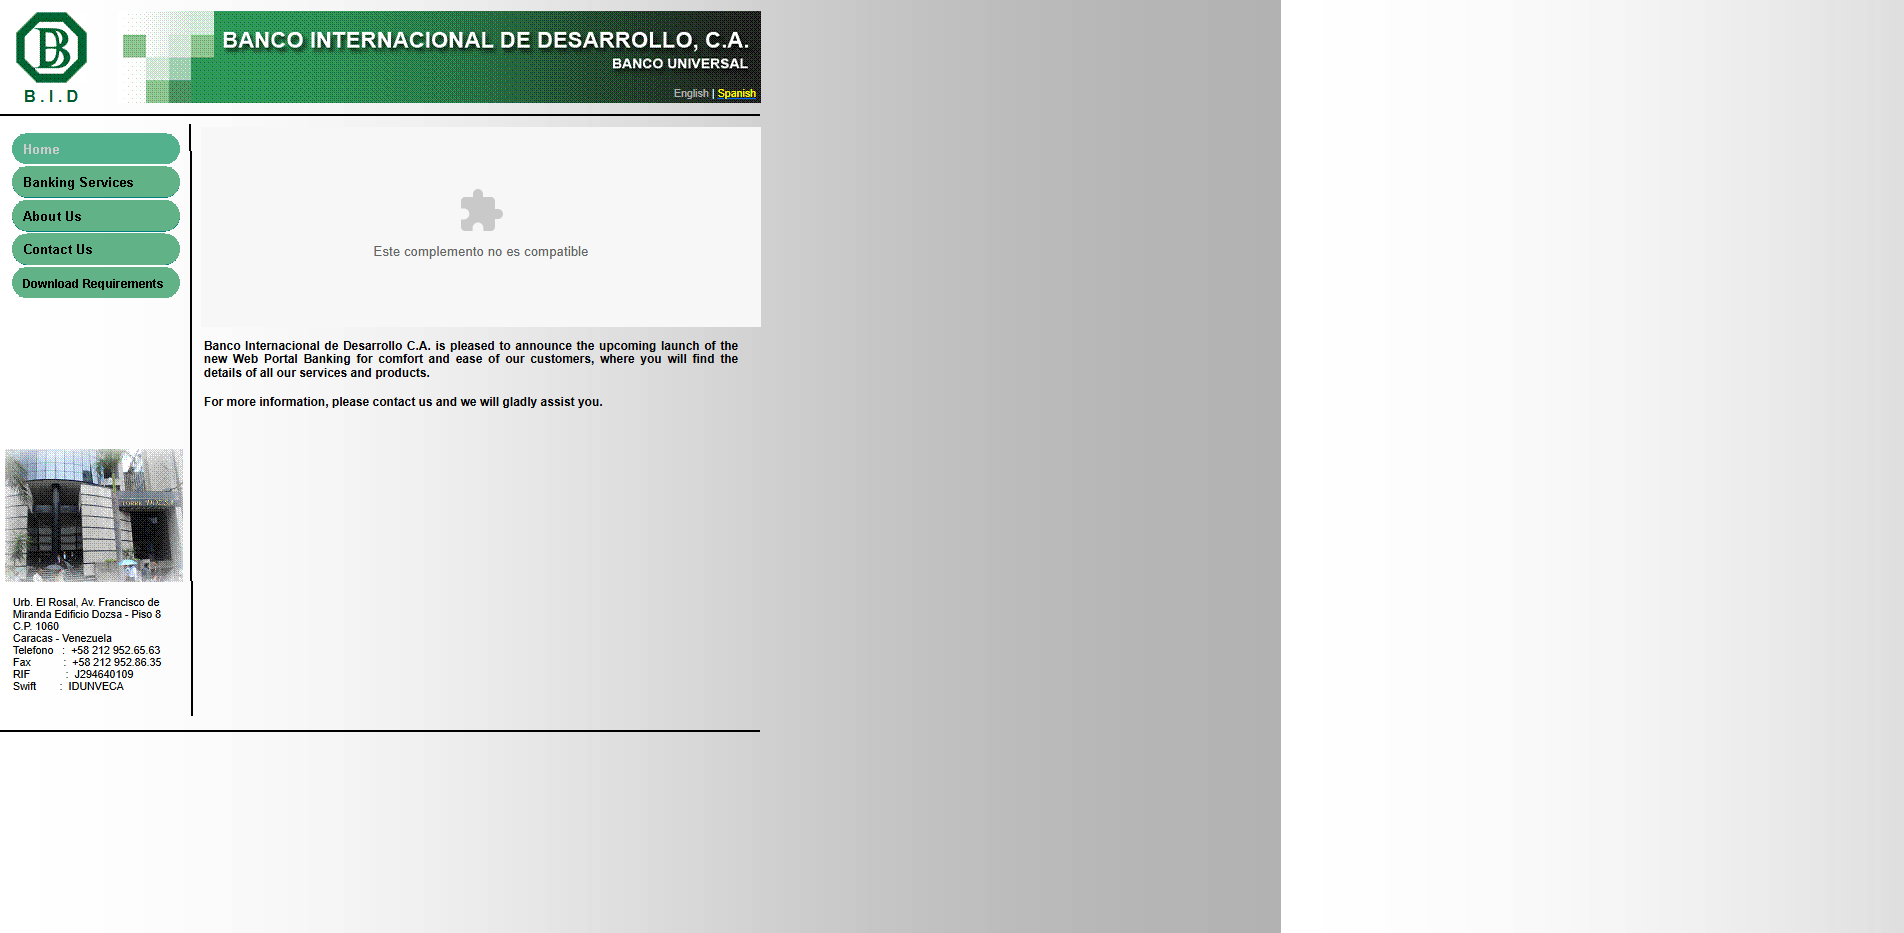 BANCO INTERNACIONAL DE DESARROLLO, C.A.
BANCO UNIVERSAL
B . I . D
English | Spanish
Home
Banking Services
About Us
Contact Us
Download Requirements
Este complemento no es compatible
Banco Internacional de Desarrollo C.A. is pleased to announce the upcoming launch of the
new Web Portal Banking for comfort and ease of our customers, where you will find the
details of all our services and products.
For more information, please contact us and we will gladly assist you.
Urb. El Rosal, Av. Francisco de
Miranda Edificio Dozsa - Piso 8
C.P. 1060
Caracas - Venezuela
Telefono : +58 212 952.65.63
Fax : +58 212 952.86.35
RIF : J294640109
Swift : IDUNVECA